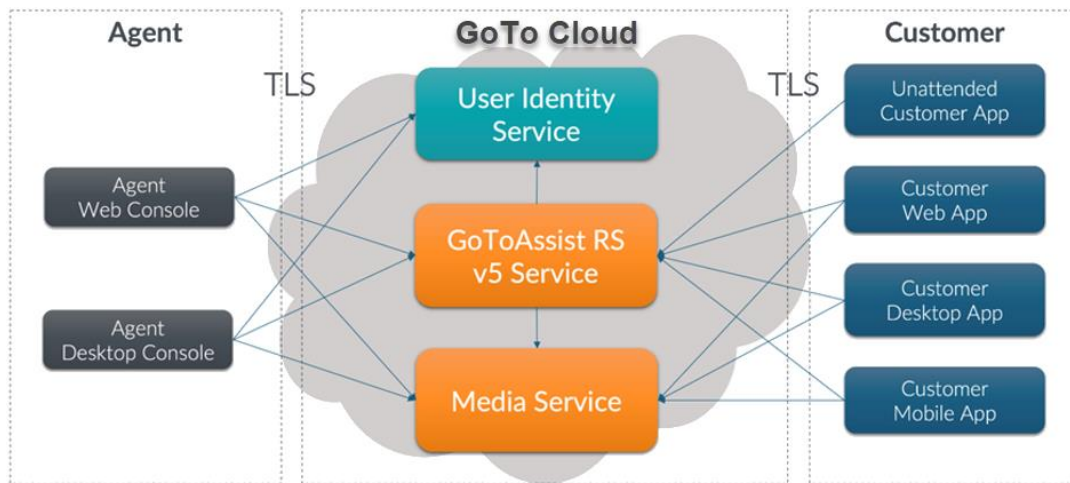 Agent
GoTo Cloud
Customer
TLS
TLS
User Identity
Service
GoToAssist RS
v5 Service
Media Service
Agent
Web Console
Agent
Desktop Console
Unattended
Customer App
Customer
Web App
Customer
Desktop App
Customer
Mobile App